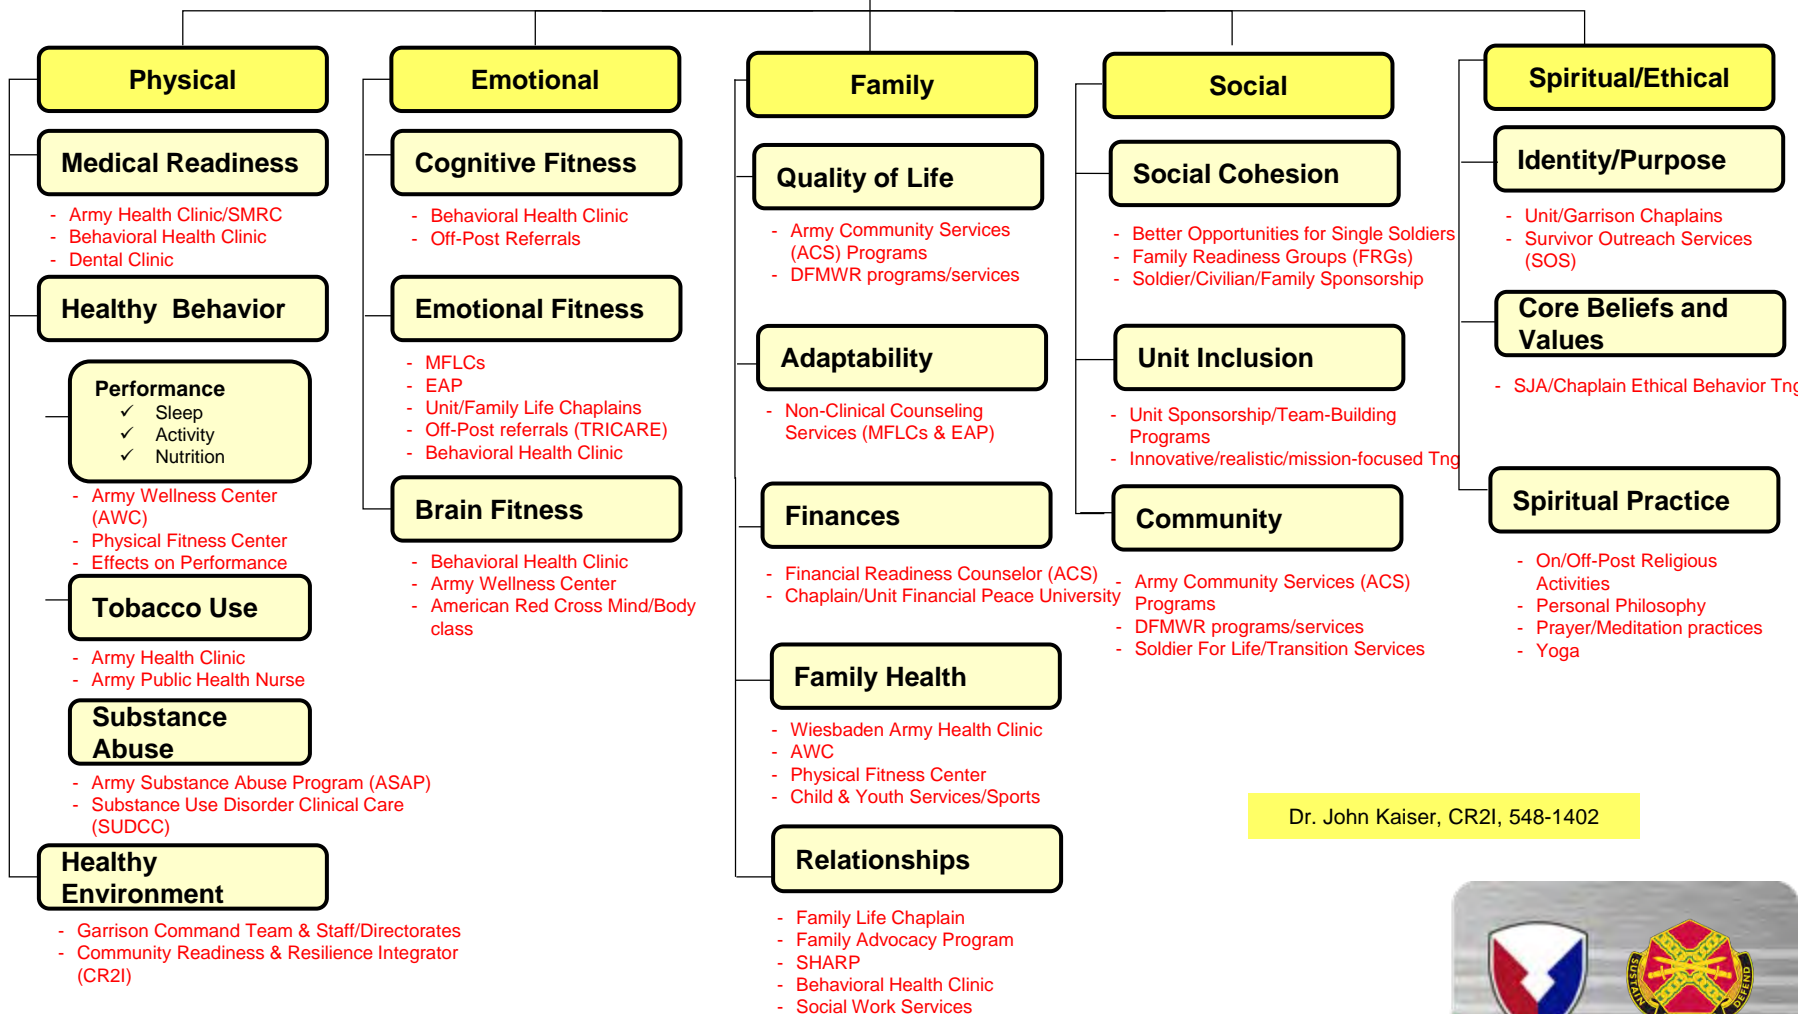 Physical
Medical Readiness
- Army Health Clinic/SMRC
- Behavioral Health Clinic
- Dental Clinic
Healthy Behavior
Performance
✓ Sleep
✓ Activity
✓ Nutrition
- Army Wellness Center
(AWC)
- Physical Fitness Center
- Effects on Performance
Tobacco Use
- Army Health Clinic
- Army Public Health Nurse
Substance
Abuse
- Army Substance Abuse Program (ASAP)
- Substance Use Disorder Clinical Care
(SUDCC)
Healthy
Environment
- Garrison Command Team & Staff/Directorates
- Community Readiness & Resilience Integrator
(CR2I)
Emotional
Cognitive Fitness
- Behavioral Health Clinic
- Off-Post Referrals
Emotional Fitness
- MFLCs
- EAP
- Unit/Family Life Chaplains
- Off-Post referrals (TRICARE)
- Behavioral Health Clinic
Brain Fitness
- Behavioral Health Clinic
- Army Wellness Center
- American Red Cross Mind/Body
class
Family
Quality of Life
- Army Community Services
(ACS) Programs
- DFMWR programs/services
Adaptability
- Non-Clinical Counseling
Services (MFLCs & EAP)
Finances
- Financial Readiness Counselor (ACS)
- Chaplain/Unit Financial Peace University
Family Health
- Wiesbaden Army Health Clinic
- AWC
- Physical Fitness Center
- Child & Youth Services/Sports
Relationships
- Family Life Chaplain
- Family Advocacy Program
- SHARP
- Behavioral Health Clinic
- Social Work Services
Social
Social Cohesion
- Better Opportunities for Single Soldiers
- Family Readiness Groups (FRGs)
- Soldier/Civilian/Family Sponsorship
Unit Inclusion
- Unit Sponsorship/Team-Building
Programs
- Innovative/realistic/mission-focused Tng
Community
- Army Community Services (ACS)
Programs
- DFMWR programs/services
- Soldier For Life/Transition Services
Spiritual/Ethical
Identity/Purpose
- Unit/Garrison Chaplains
- Survivor Outreach Services
(SOS)
Core Beliefs and
Values
- SJA/Chaplain Ethical Behavior Tng
Spiritual Practice
- On/Off-Post Religious
Activities
- Personal Philosophy
- Prayer/Meditation practices
- Yoga
Dr. John Kaiser, CR2I, 548-1402
SUSTAIN
DEFEND